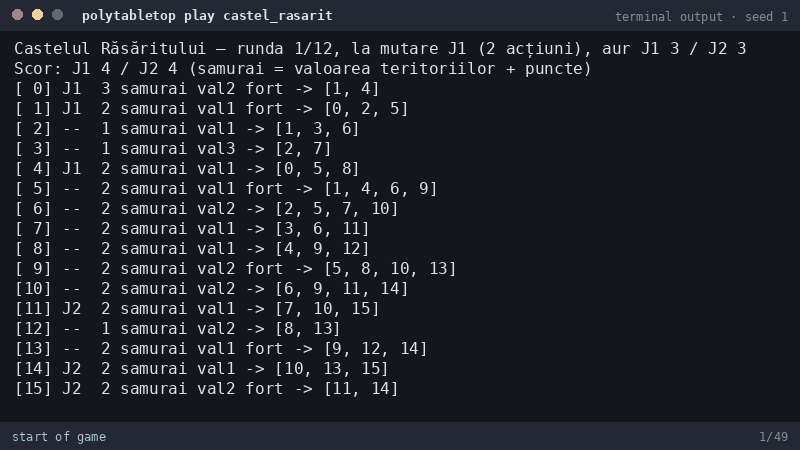 polytabletop play castel_rasarit
terminal output · seed 1
Castelul Răsăritului — runda 1/12, la mutare J1 (2 acțiuni), aur J1 3 / J2 3
Scor: J1 4 / J2 4 (samurai = valoarea teritoriilor + puncte)
[ 0] J1  3 samurai val2 fort -> [1, 4]
[ 1] J1  2 samurai val1 fort -> [0, 2, 5]
[ 2] --  1 samurai val1 -> [1, 3, 6]
[ 3] --  1 samurai val3 -> [2, 7]
[ 4] J1  2 samurai val1 -> [0, 5, 8]
[ 5] --  2 samurai val1 fort -> [1, 4, 6, 9]
[ 6] --  2 samurai val2 -> [2, 5, 7, 10]
[ 7] --  2 samurai val1 -> [3, 6, 11]
[ 8] --  2 samurai val1 -> [4, 9, 12]
[ 9] --  2 samurai val2 fort -> [5, 8, 10, 13]
[10] --  2 samurai val2 -> [6, 9, 11, 14]
[11] J2  2 samurai val1 -> [7, 10, 15]
[12] --  1 samurai val2 -> [8, 13]
[13] --  2 samurai val1 fort -> [9, 12, 14]
[14] J2  2 samurai val1 -> [10, 13, 15]
[15] J2  2 samurai val2 fort -> [11, 14]
start of game
1/49